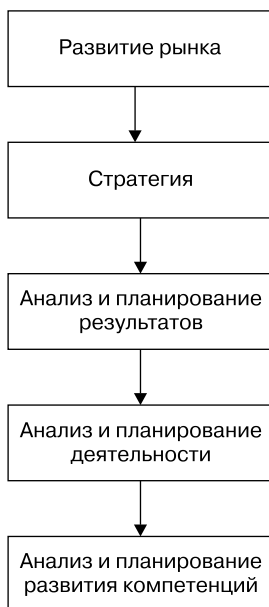 Развитие рынка
Стратегия
Анализ и планирование
результатов
Анализ и планирование
деятельности
Анализ и планирование
развития компетенций